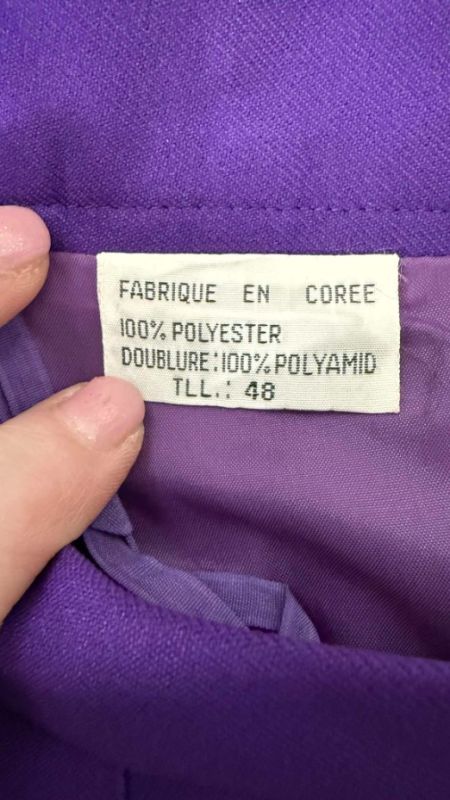 FABRIQUE EN COREE
100% POLYESTER
DOUBLURE:100% POLYAMID
TLL.: 48